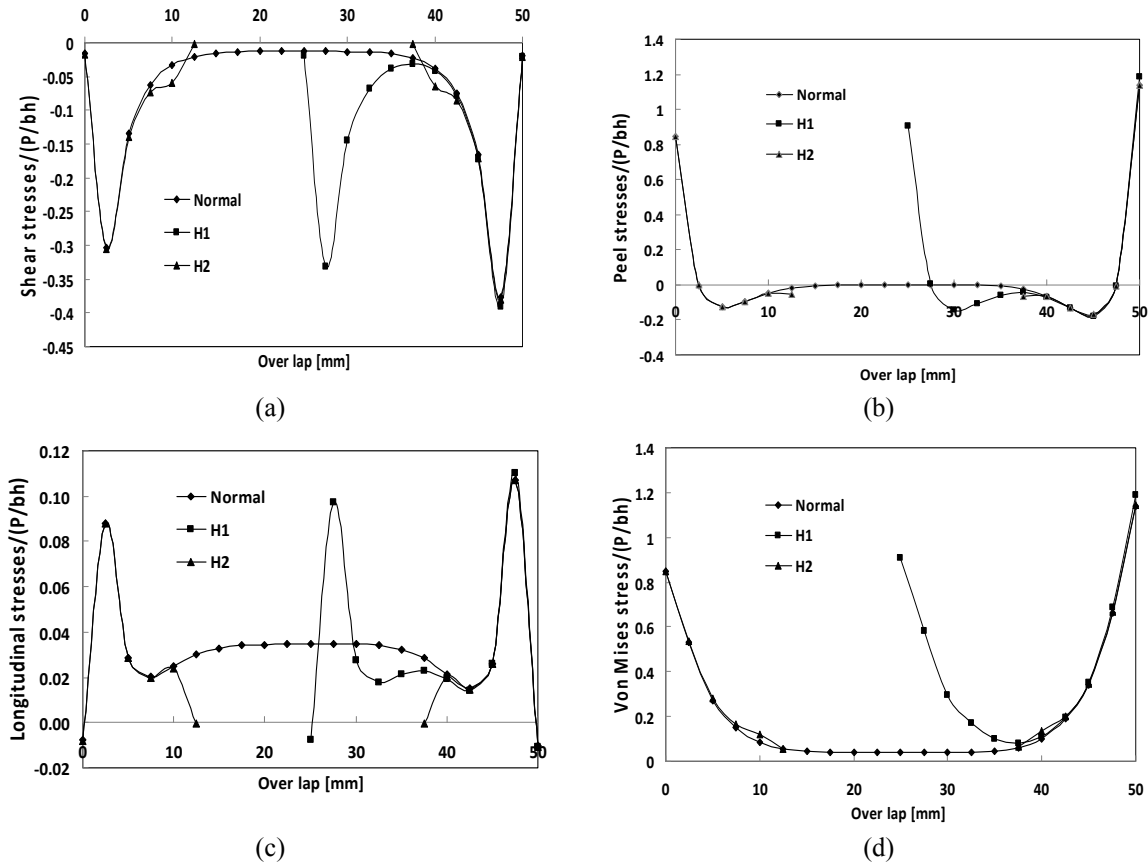 0 10 20 30 40 50
0
-0.05
-0.1
-0.15
-0.2
-0.25
-0.3
-0.35
-0.4
-0.45
Shear stresses/(P/bh)
Normal
H1
H2
Over lap [mm]
(a)
1.4
1.2
1
0.8
0.6
0.4
0.2
0
-0.2
-0.4
Peel stresses/(P/bh)
Normal
H1
H2
0 10 20 30 40 50
Over lap [mm]
(b)
0.12
0.10
0.08
0.06
0.04
0.02
0.00
-0.02
Longitudinal stresses/(P/bh)
Normal
H1
H2
0 10 20 30 40 50
Over lap [mm]
(c)
1.4
1.2
1
0.8
0.6
0.4
0.2
0
Von Mises stress/(P/bh)
Normal
H1
H2
0 10 20 30 40 50
Over lap [mm]
(d)